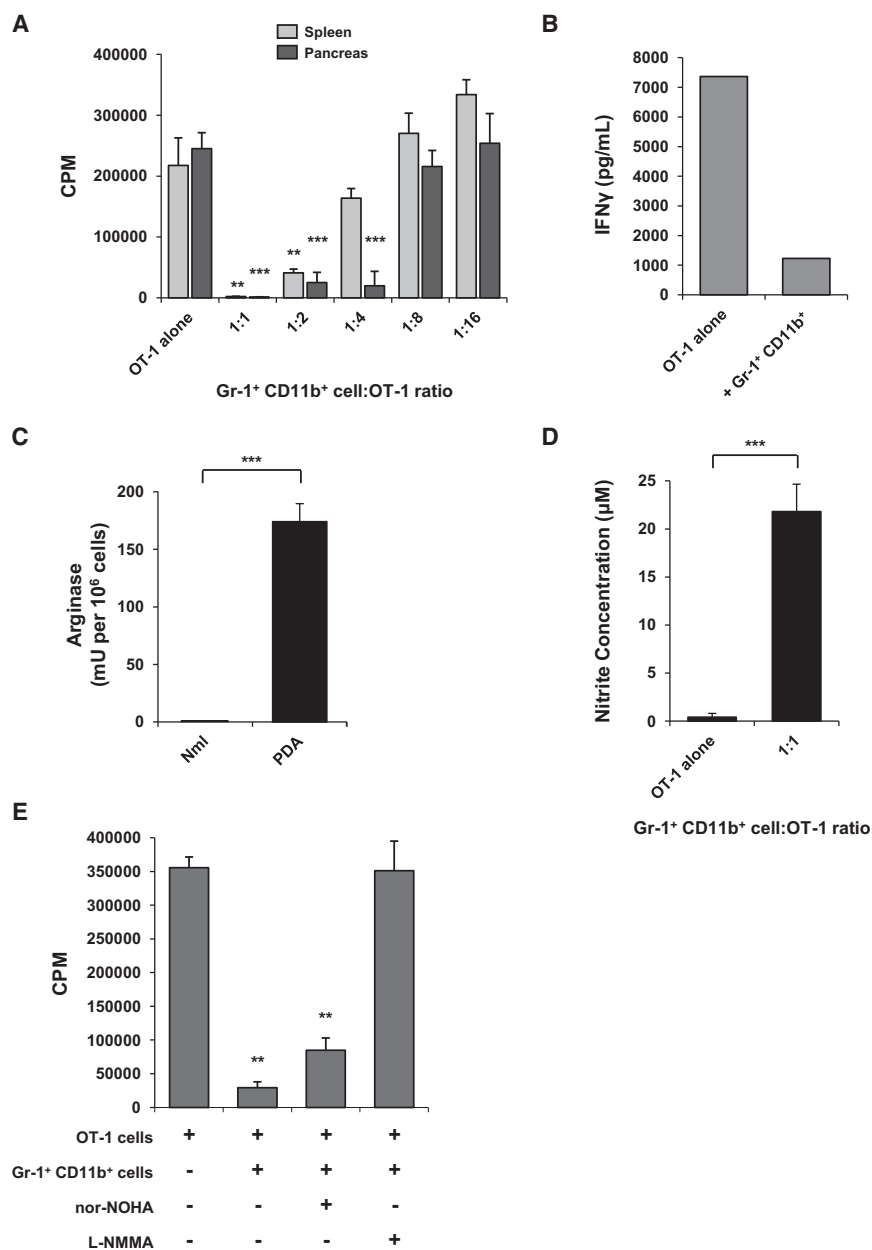 A
Spleen
Pancreas
400000
300000
200000
100000
0
CPM
** *** ** *** ***
OT-1 alone 1:1 1:2 1:4 1:8 1:16
Gr-1⁺ CD11b⁺ cell:OT-1 ratio
B
8000
7000
6000
5000
4000
3000
2000
1000
0
IFNγ (pg/mL)
OT-1 alone + Gr-1⁺ CD11b⁺
C
***
200
150
100
50
0
Arginase
(mU per 10⁶ cells)
Nml PDA
D
***
25
20
15
10
5
0
Nitrite Concentration (μM)
OT-1 alone 1:1
Gr-1⁺ CD11b⁺ cell:OT-1 ratio
E
400000
350000
300000
250000
200000
150000
100000
50000
0
CPM
** **
OT-1 cells + + + +
Gr-1⁺ CD11b⁺ cells - + + +
nor-NOHA - - + -
L-NMMA - - - +